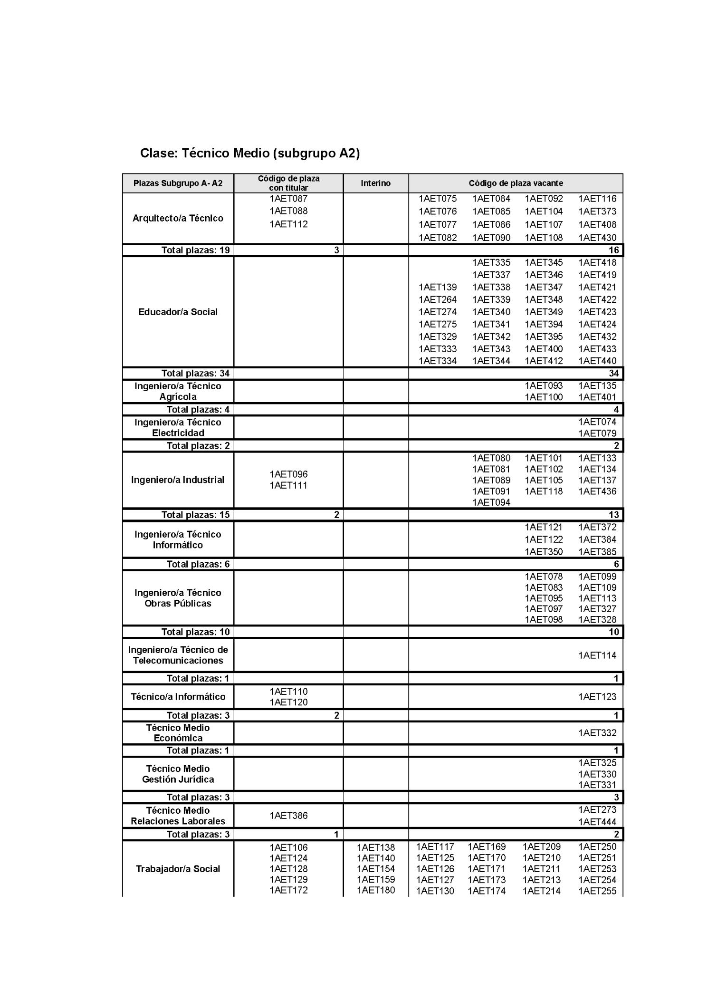 Clase: Técnico Medio (subgrupo A2)
Plazas Subgrupo A- A2 Código de plaza con titular Interino Código de plaza vacante
1AET087 1AET075 1AET084 1AET092 1AET116
1AET088 1AET076 1AET085 1AET104 1AET373
Arquitecto/a Técnico
1AET112 1AET077 1AET086 1AET107 1AET408
1AET082 1AET090 1AET108 1AET430
Total plazas: 19 3 16
1AET335 1AET345 1AET418
1AET337 1AET346 1AET419
1AET139 1AET338 1AET347 1AET421
1AET264 1AET339 1AET348 1AET422
Educador/a Social 1AET274 1AET340 1AET349 1AET423
1AET275 1AET341 1AET394 1AET424
1AET329 1AET342 1AET395 1AET432
1AET333 1AET343 1AET400 1AET433
1AET334 1AET344 1AET412 1AET440
Total plazas: 34 34
Ingeniero/a Técnico 1AET093 1AET135
Agrícola 1AET100 1AET401
Total plazas: 4 4
Ingeniero/a Técnico 1AET074
Electricidad 1AET079
Total plazas: 2 2
1AET080 1AET101 1AET133
1AET096 1AET081 1AET102 1AET134
Ingeniero/a Industrial 1AET089 1AET105 1AET137
1AET111 1AET091 1AET118 1AET436
1AET094
Total plazas: 15 2 13
1AET121 1AET372
Ingeniero/a Técnico 1AET122 1AET384
Informático 1AET350 1AET385
Total plazas: 6 6
1AET078 1AET099
1AET083 1AET109
Ingeniero/a Técnico 1AET095 1AET113
Obras Públicas 1AET097 1AET327
1AET098 1AET328
Total plazas: 10 10
Ingeniero/a Técnico de
Telecomunicaciones 1AET114
Total plazas: 1 1
1AET110
Técnico/a Informático 1AET123
1AET120
Total plazas: 3 2 1
Técnico Medio
Económica 1AET332
Total plazas: 1 1
1AET325
Técnico Medio 1AET330
Gestión Jurídica 1AET331
Total plazas: 3 3
Técnico Medio 1AET386 1AET273
Relaciones Laborales 1AET444
Total plazas: 3 1 2
1AET106 1AET138 1AET117 1AET169 1AET209 1AET250
1AET124 1AET140 1AET125 1AET170 1AET210 1AET251
Trabajador/a Social 1AET128 1AET154 1AET126 1AET171 1AET211 1AET253
1AET129 1AET159 1AET127 1AET173 1AET213 1AET254
1AET172 1AET180 1AET130 1AET174 1AET214 1AET255